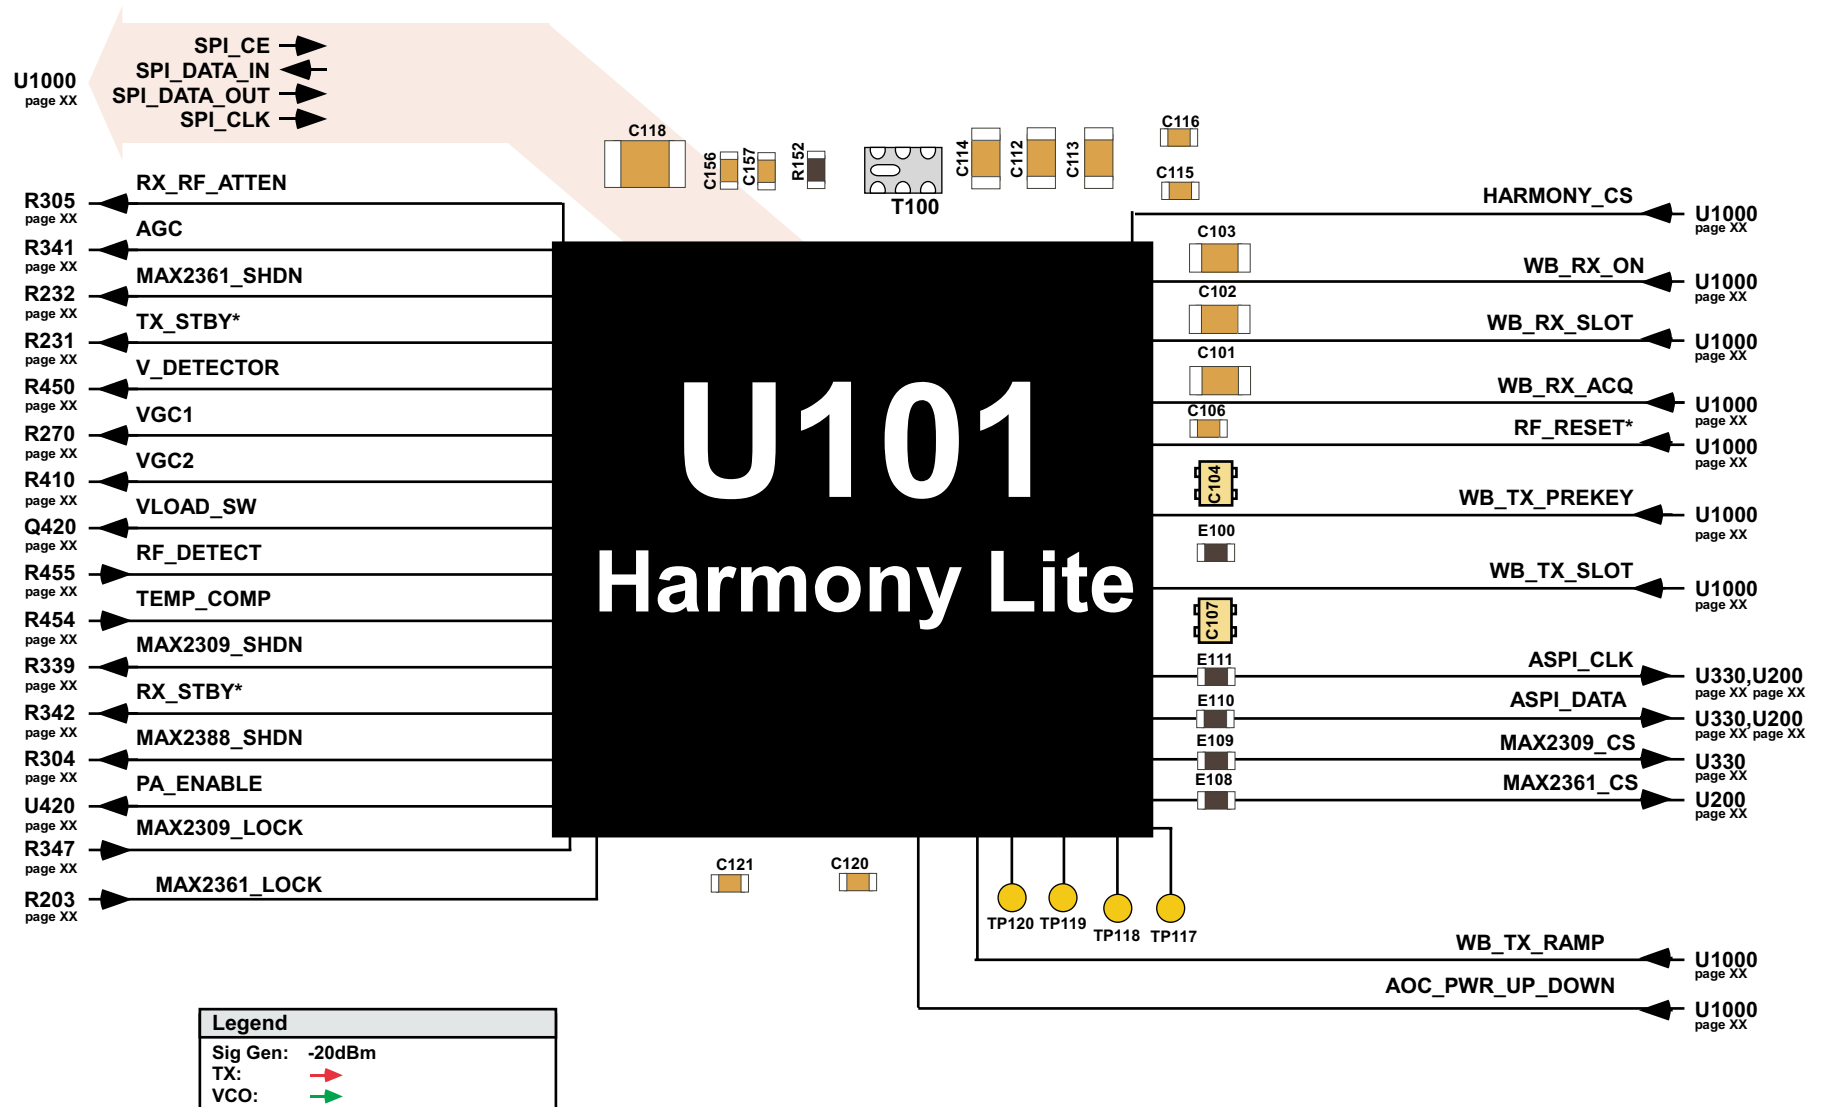 SPI_CE
SPI_DATA_IN
SPI_DATA_OUT
SPI_CLK
U1000
page XX
RX_RF_ATTEN
R305
page XX
AGC
R341
page XX
MAX2361_SHDN
R232
page XX
TX_STBY*
R231
page XX
V_DETECTOR
R450
page XX
VGC1
R270
page XX
VGC2
R410
page XX
VLOAD_SW
Q420
page XX
RF_DETECT
R455
page XX
TEMP_COMP
R454
page XX
MAX2309_SHDN
R339
page XX
RX_STBY*
R342
page XX
MAX2388_SHDN
R304
page XX
PA_ENABLE
U420
page XX
MAX2309_LOCK
R347
page XX
MAX2361_LOCK
R203
page XX
C118
C156
C157
R152
T100
C114
C112
C113
C116
C115
C103
C102
C101
C106
C104
E100
C107
E111
E110
E109
E108
U101
Harmony Lite
C121
C120
TP120
TP119
TP118
TP117
HARMONY_CS
U1000
page XX
WB_RX_ON
U1000
page XX
WB_RX_SLOT
U1000
page XX
WB_RX_ACQ
U1000
page XX
RF_RESET*
U1000
page XX
WB_TX_PREKEY
U1000
page XX
WB_TX_SLOT
U1000
page XX
ASPI_CLK
U330,U200
page XX page XX
ASPI_DATA
U330,U200
page XX page XX
MAX2309_CS
U330
page XX
MAX2361_CS
U200
page XX
WB_TX_RAMP
U1000
page XX
AOC_PWR_UP_DOWN
U1000
page XX
Legend
Sig Gen: -20dBm
TX:
VCO: